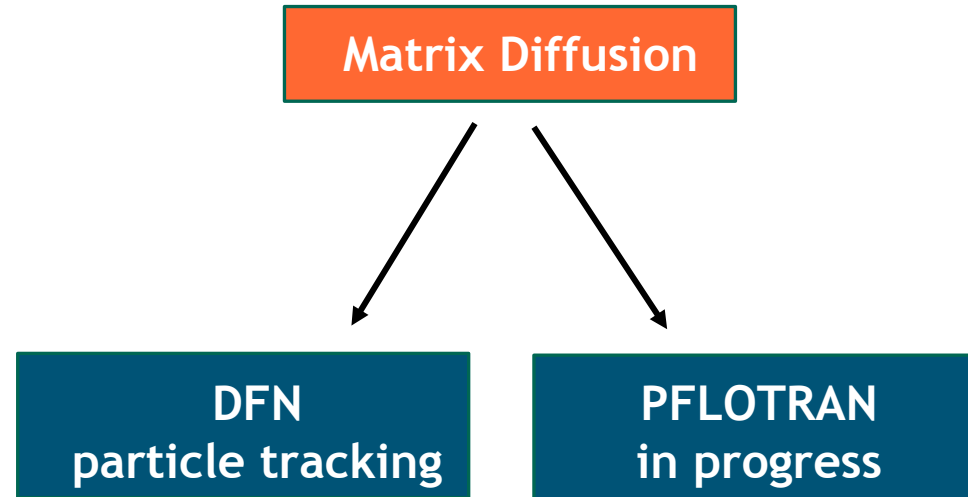 Matrix Diffusion
DFN
particle tracking
PFLOTRAN
in progress